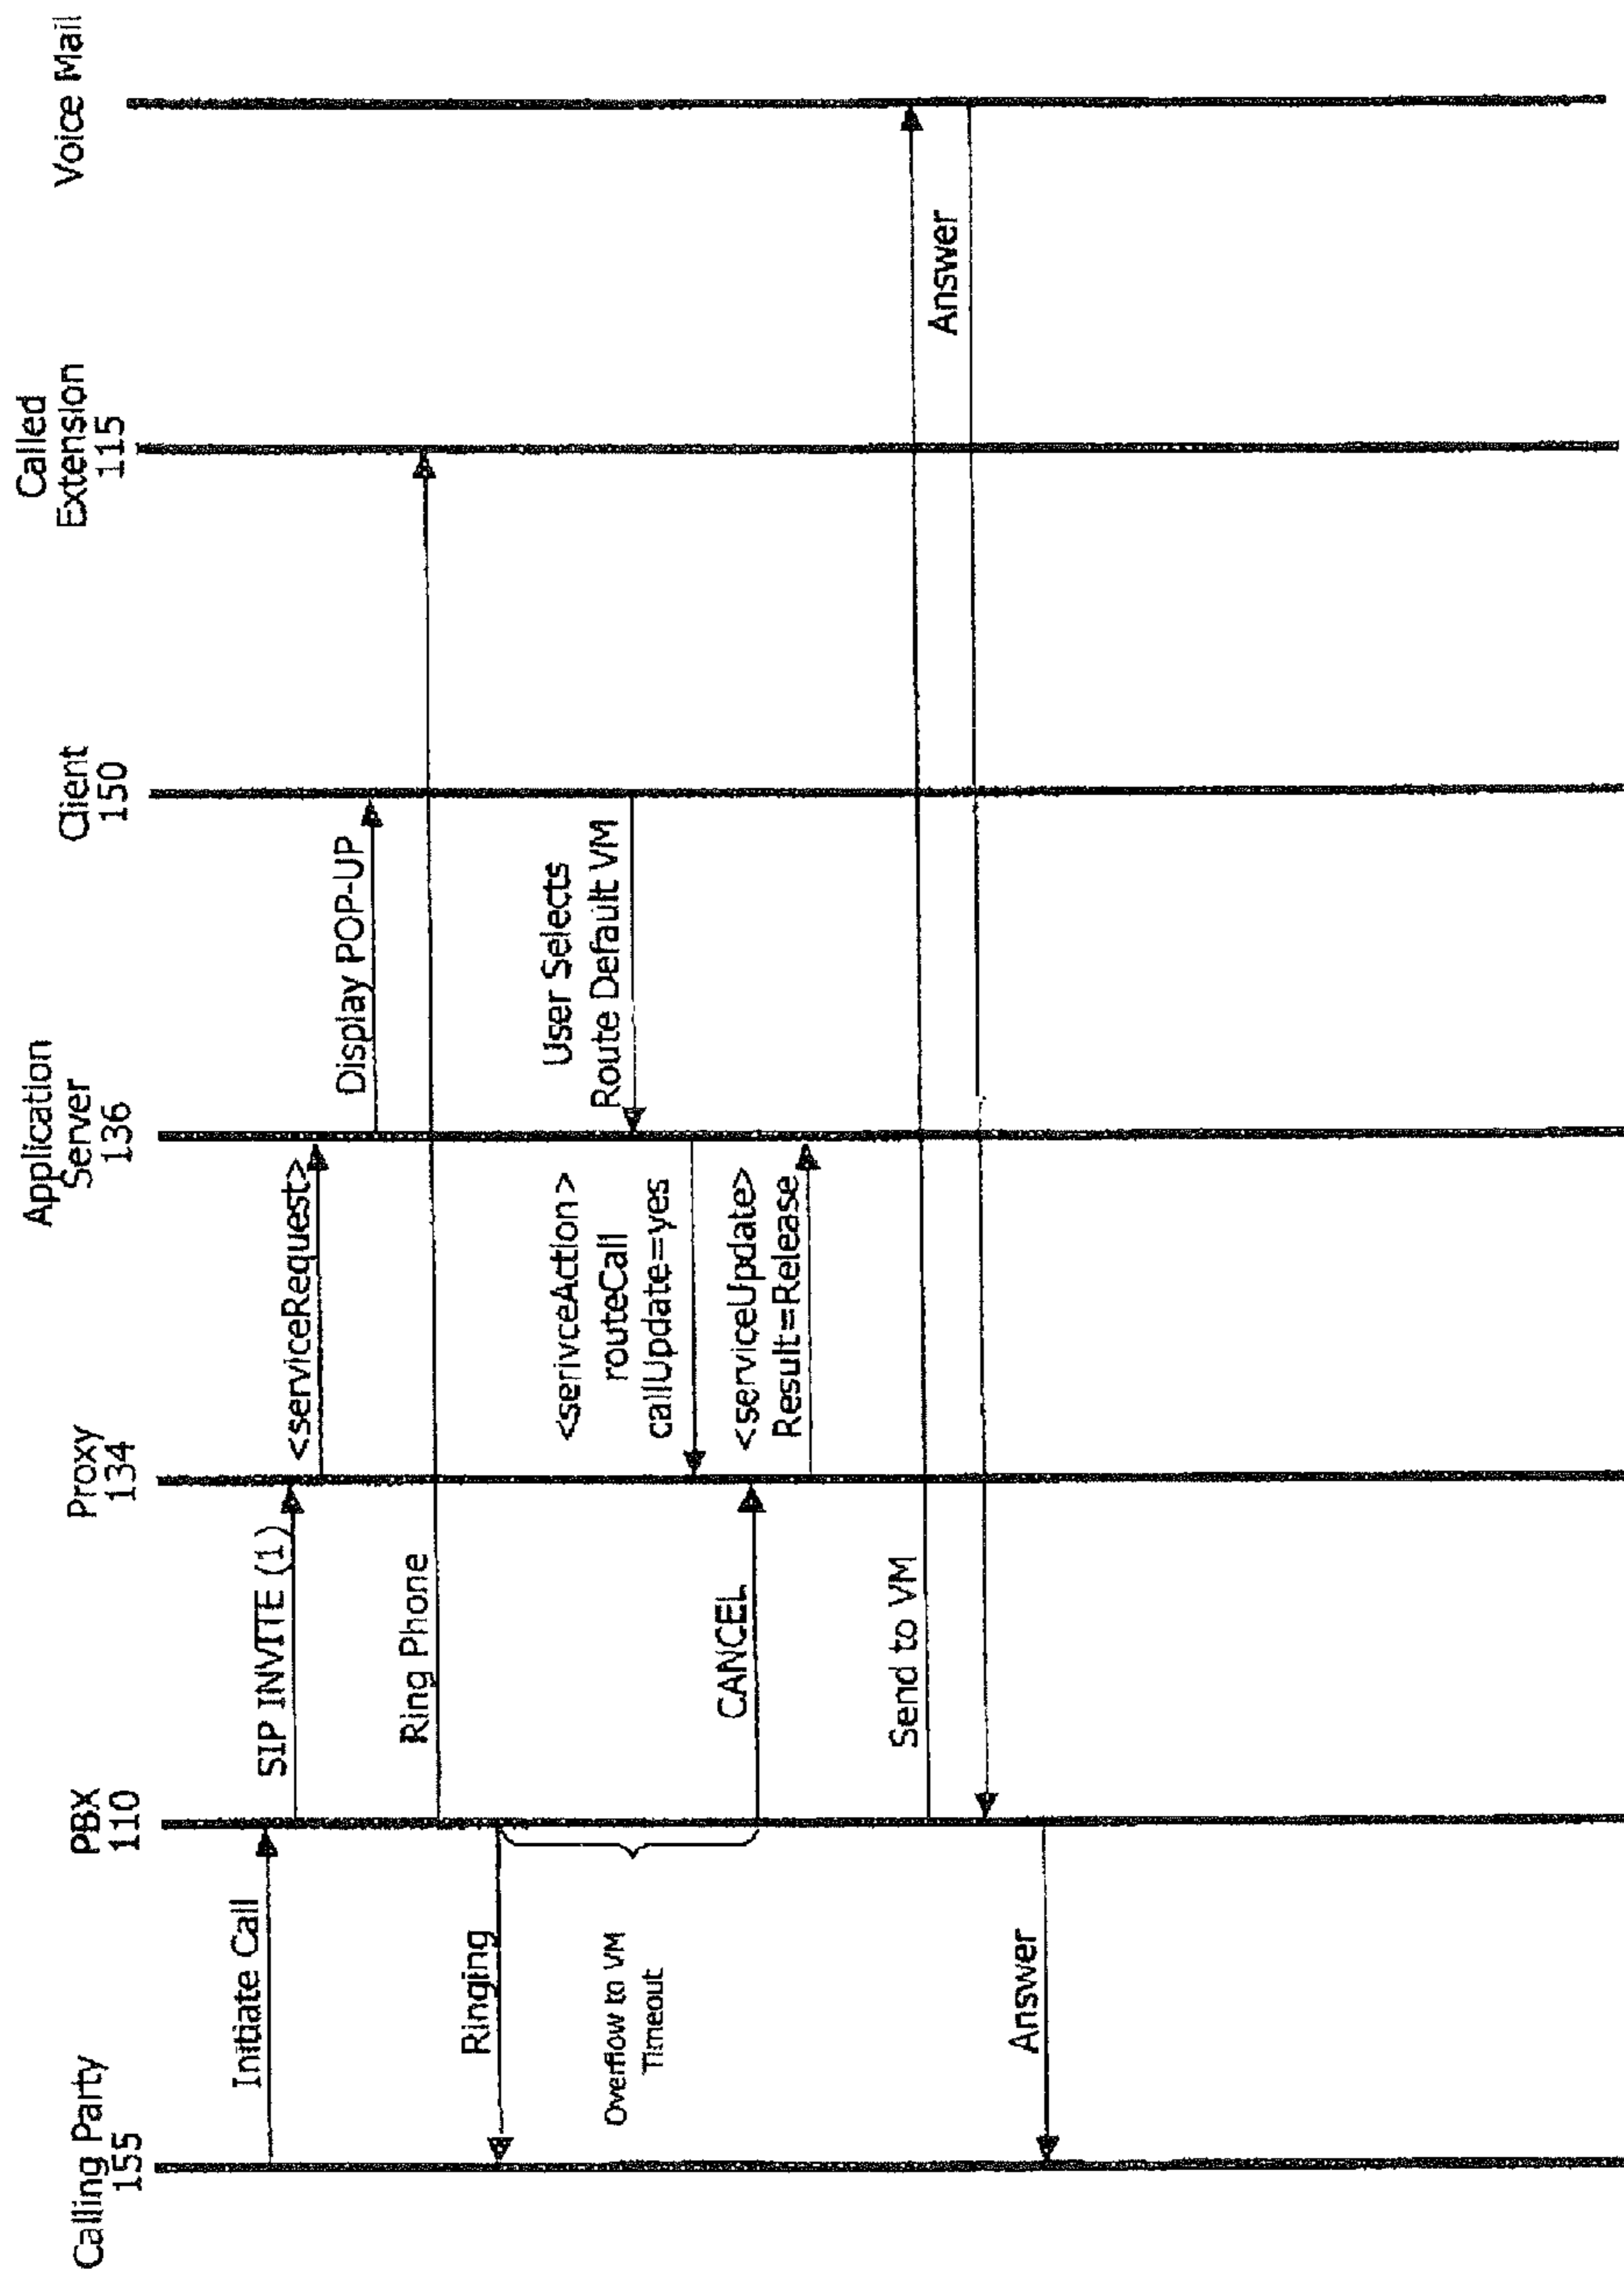 Calling Party
155
PBX
110
Proxy
134
Application
Server
136
Client
150
Called
Extension
115
Voice Mail
Initiate Call
SIP INVITE (1)
<serviceRequest>
Display POP-UP
Ring Phone
Ringing
Overflow to VM
Timeout
User Selects
Route Default VM
<serivceAction>
routeCall
callUpdate=yes
CANCEL
<serviceUpdate>
Result=Release
Send to VM
Answer
Answer